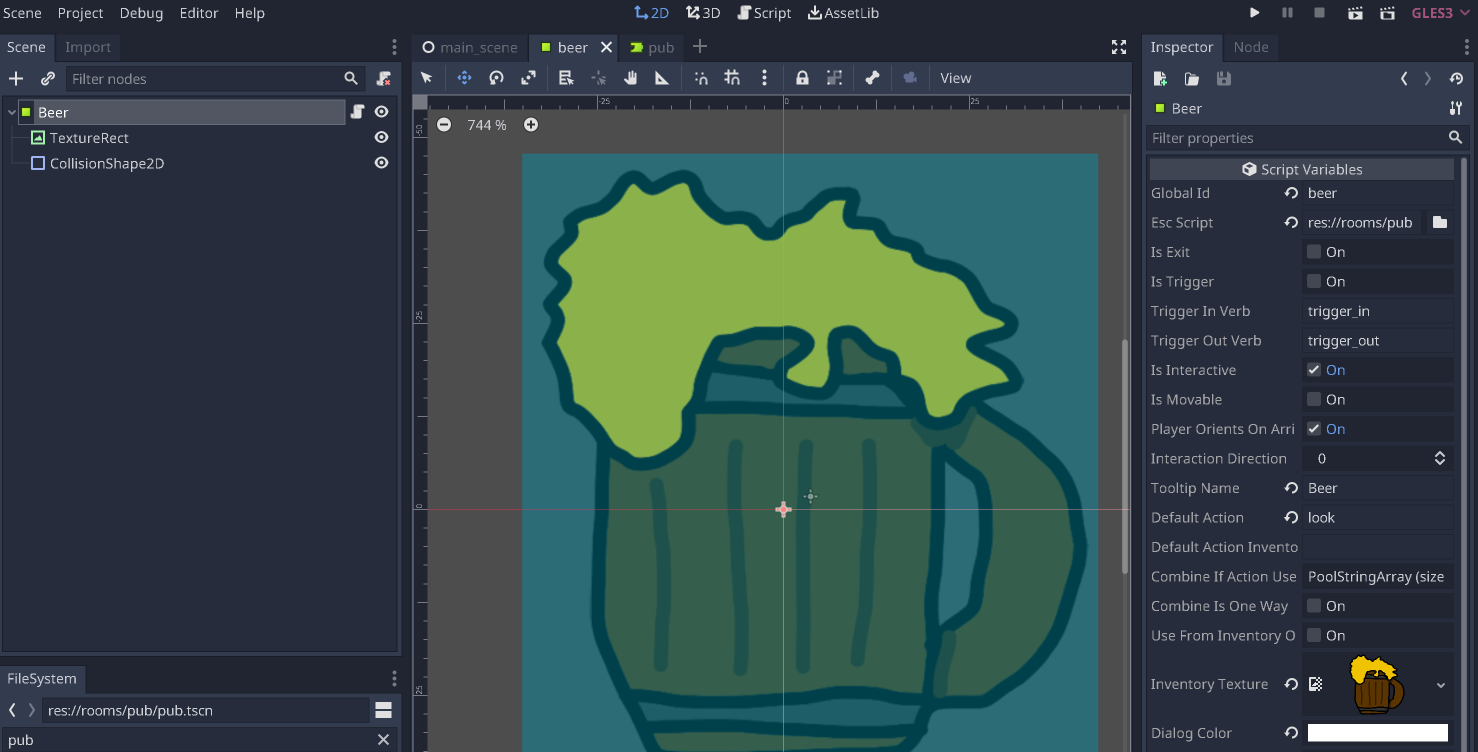 Scene Project Debug Editor Help 2D 3D Script AssetLib GLES3
Scene Import
Filter nodes
Beer
TextureRect
CollisionShape2D
FileSystem
res://rooms/pub/pub.tscn
pub
main_scene beer pub
View
-25 0 25
-50
-25
0
25
744 %
Inspector Node
Beer
Filter properties
Script Variables
Global Id beer
Esc Script res://rooms/pub
Is Exit On
Is Trigger On
Trigger In Verb trigger_in
Trigger Out Verb trigger_out
Is Interactive On
Is Movable On
Player Orients On Arri On
Interaction Direction 0
Tooltip Name Beer
Default Action look
Default Action Invento
Combine If Action Use PoolStringArray (size
Combine Is One Way On
Use From Inventory O On
Inventory Texture
Dialog Color